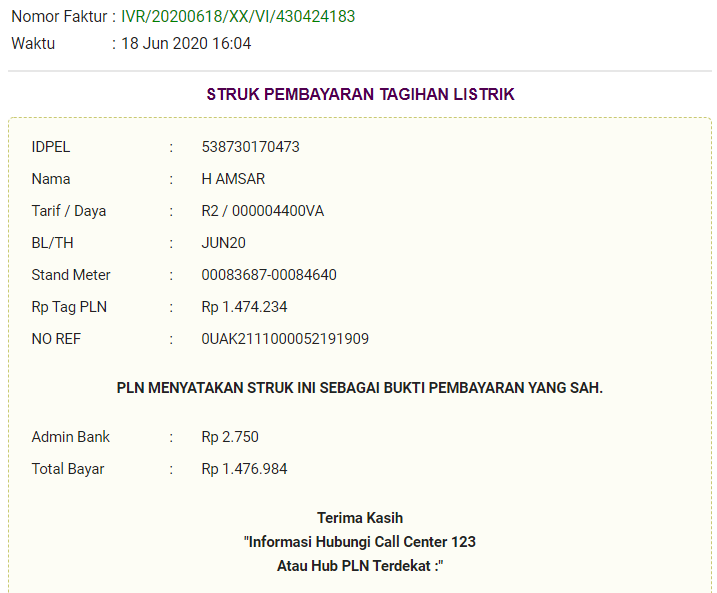 Nomor Faktur : IVR/20200618/XX/VI/430424183
Waktu : 18 Jun 2020 16:04
STRUK PEMBAYARAN TAGIHAN LISTRIK
IDPEL : 538730170473
Nama : H AMSAR
Tarif / Daya : R2 / 000004400VA
BL/TH : JUN20
Stand Meter : 00083687-00084640
Rp Tag PLN : Rp 1.474.234
NO REF : 0UAK2111000052191909
PLN MENYATAKAN STRUK INI SEBAGAI BUKTI PEMBAYARAN YANG SAH.
Admin Bank : Rp 2.750
Total Bayar : Rp 1.476.984
Terima Kasih
"Informasi Hubungi Call Center 123
Atau Hub PLN Terdekat :"